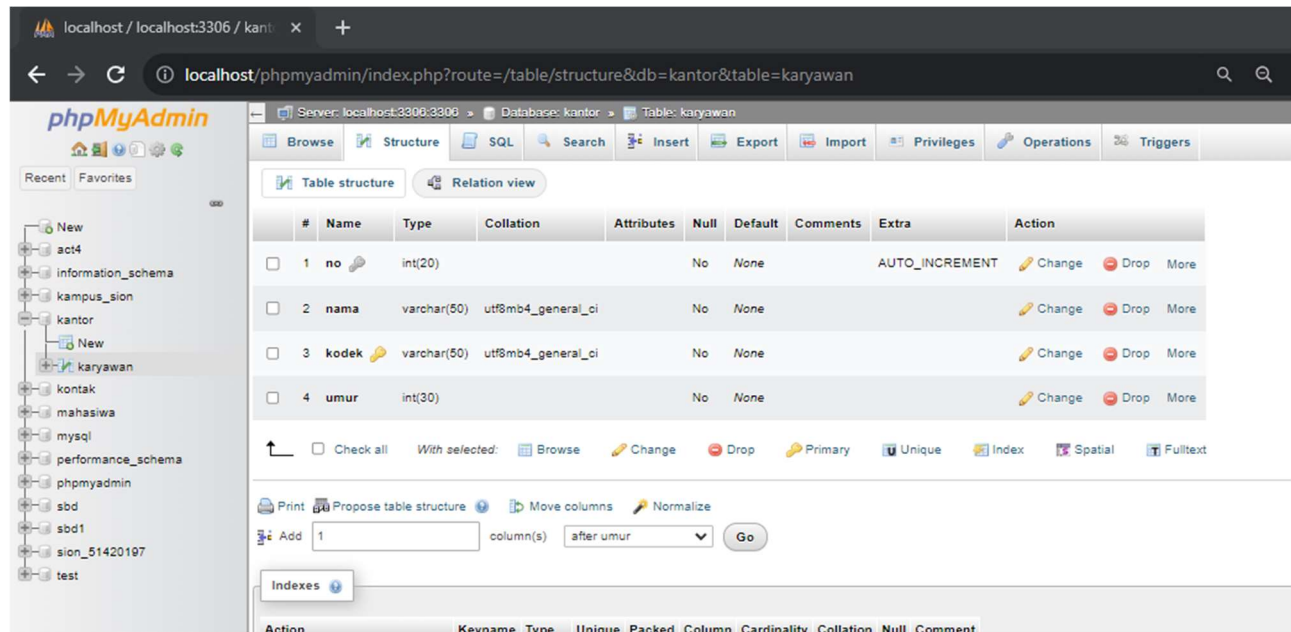 localhost / localhost:3306 / kant
localhost/phpmyadmin/index.php?route=/table/structure&db=kantor&table=karyawan
phpMyAdmin
Recent Favorites
New
act4
information_schema
kampus_sion
kantor
New
karyawan
kontak
mahasiwa
mysql
performance_schema
phpmyadmin
sbd
sbd1
sion_51420197
test
Server: localhost:3306:3306 » Database: kantor » Table: karyawan
Browse Structure SQL Search Insert Export Import Privileges Operations Triggers
Table structure Relation view
# Name Type Collation Attributes Null Default Comments Extra Action
1 no int(20) No None AUTO_INCREMENT Change Drop More
2 nama varchar(50) utf8mb4_general_ci No None Change Drop More
3 kodek varchar(50) utf8mb4_general_ci No None Change Drop More
4 umur int(30) No None Change Drop More
Check all With selected: Browse Change Drop Primary Unique Index Spatial Fulltext
Print Propose table structure Move columns Normalize
Add 1 column(s) after umur Go
Indexes
Action Keyname Type Unique Packed Column Cardinality Collation Null Comment